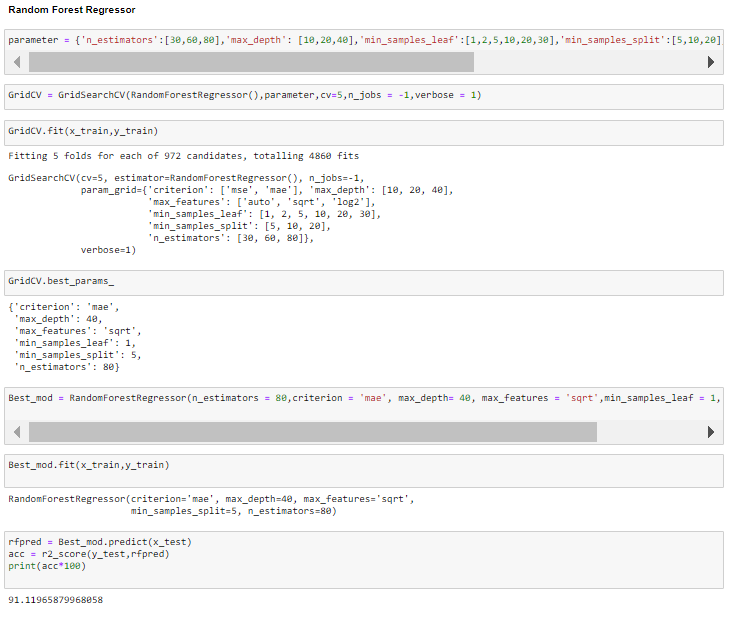 Random Forest Regressor
parameter = {'n_estimators':[30,60,80],'max_depth': [10,20,40],'min_samples_leaf':[1,2,5,10,20,30],'min_samples_split':[5,10,20]
GridCV = GridSearchCV(RandomForestRegressor(),parameter,cv=5,n_jobs = -1,verbose = 1)
GridCV.fit(x_train,y_train)
Fitting 5 folds for each of 972 candidates, totalling 4860 fits
GridSearchCV(cv=5, estimator=RandomForestRegressor(), n_jobs=-1,
param_grid={'criterion': ['mse', 'mae'], 'max_depth': [10, 20, 40],
'max_features': ['auto', 'sqrt', 'log2'],
'min_samples_leaf': [1, 2, 5, 10, 20, 30],
'min_samples_split': [5, 10, 20],
'n_estimators': [30, 60, 80]},
verbose=1)
GridCV.best_params_
{'criterion': 'mae',
'max_depth': 40,
'max_features': 'sqrt',
'min_samples_leaf': 1,
'min_samples_split': 5,
'n_estimators': 80}
Best_mod = RandomForestRegressor(n_estimators = 80,criterion = 'mae', max_depth= 40, max_features = 'sqrt',min_samples_leaf = 1,
Best_mod.fit(x_train,y_train)
RandomForestRegressor(criterion='mae', max_depth=40, max_features='sqrt',
min_samples_split=5, n_estimators=80)
rfpred = Best_mod.predict(x_test)
acc = r2_score(y_test,rfpred)
print(acc*100)
91.11965879968058